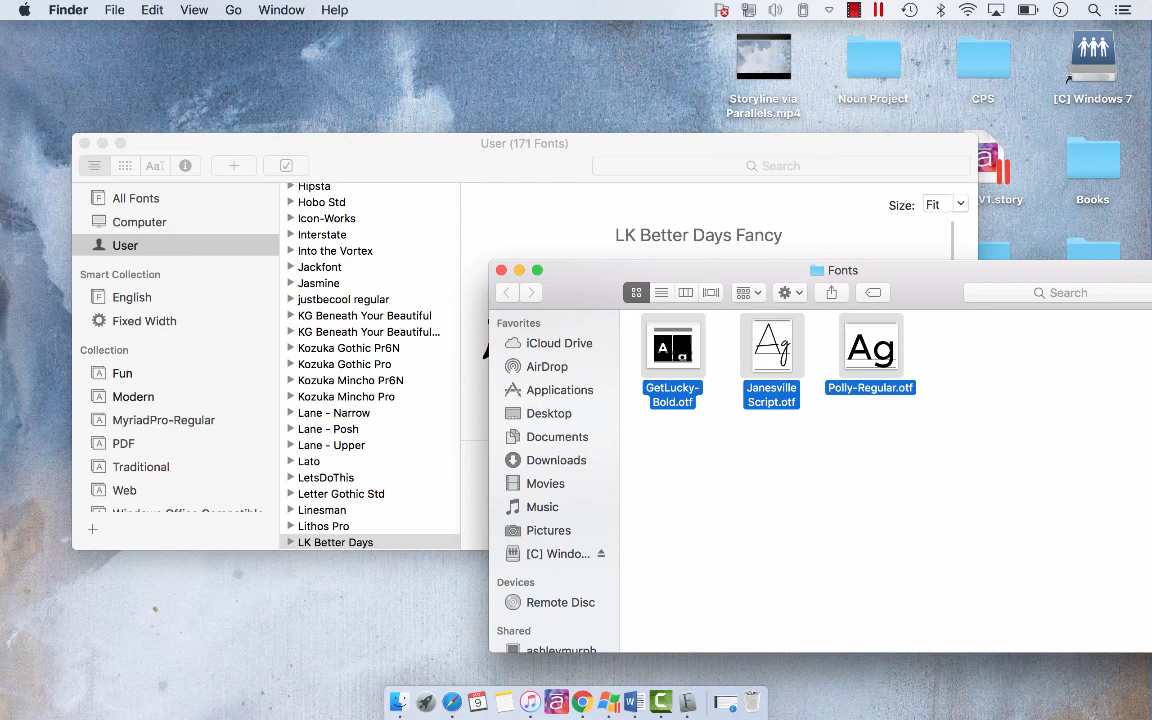 Finder File Edit View Go Window Help
Storyline via
Parallels.mp4
Noun Project
CPS
[C] Windows 7
V1.story
Books
User (171 Fonts)
Search
All Fonts
Computer
User
Smart Collection
English
Fixed Width
Collection
Fun
Modern
MyriadPro-Regular
PDF
Traditional
Web
Hipsta
Hobo Std
Icon-Works
Interstate
Into the Vortex
Jackfont
Jasmine
justbecool regular
KG Beneath Your Beautiful
KG Beneath Your Beautiful...
Kozuka Gothic Pr6N
Kozuka Gothic Pro
Kozuka Mincho Pr6N
Kozuka Mincho Pro
Lane - Narrow
Lane - Posh
Lane - Upper
Lato
LetsDoThis
Letter Gothic Std
Linesman
Lithos Pro
LK Better Days
Size: Fit
LK Better Days Fancy
Fonts
Search
Favorites
iCloud Drive
AirDrop
Applications
Desktop
Documents
Downloads
Movies
Music
Pictures
[C] Windo...
Devices
Remote Disc
Shared
Ag
Ag
Ag
GetLucky-
Bold.otf
Janesville
Script.otf
Polly-Regular.otf
9